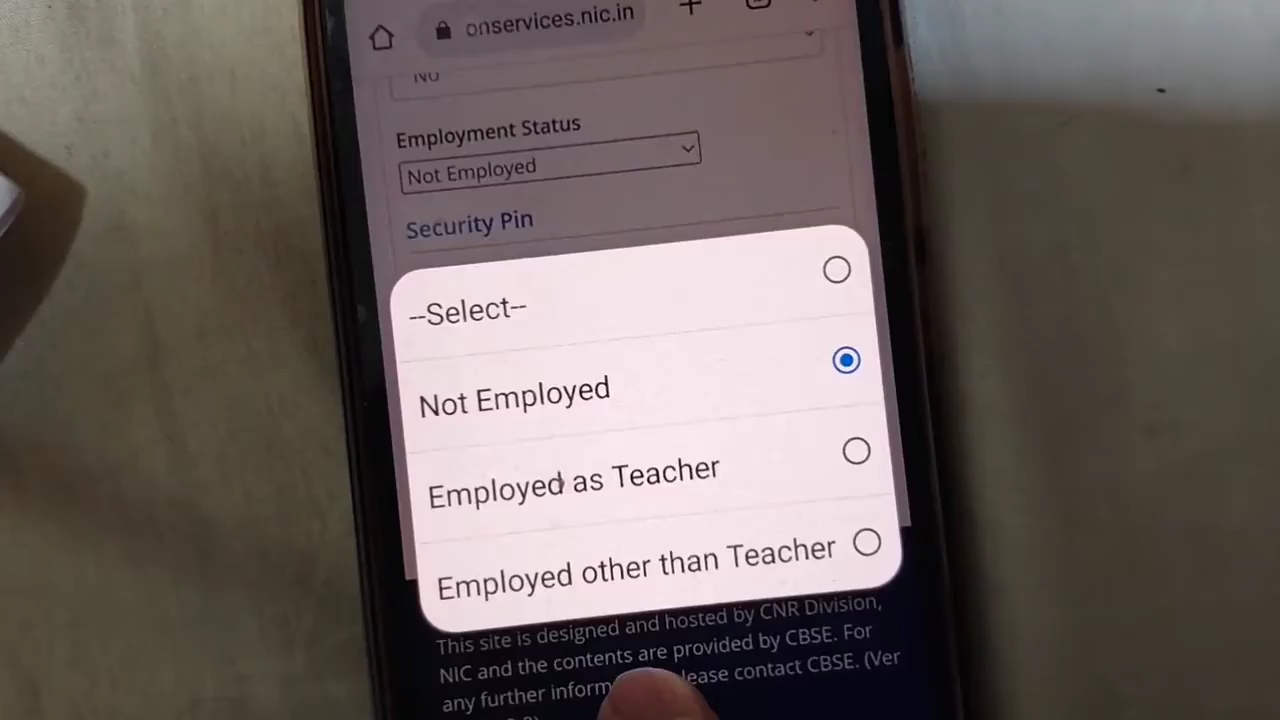 onservices.nic.in
NO
Employment Status
Not Employed
Security Pin
--Select--
Not Employed
Employed as Teacher
Employed other than Teacher
This site is designed and hosted by CNR Division,
NIC and the contents are provided by CBSE. For
any further inform lease contact CBSE. (Ver